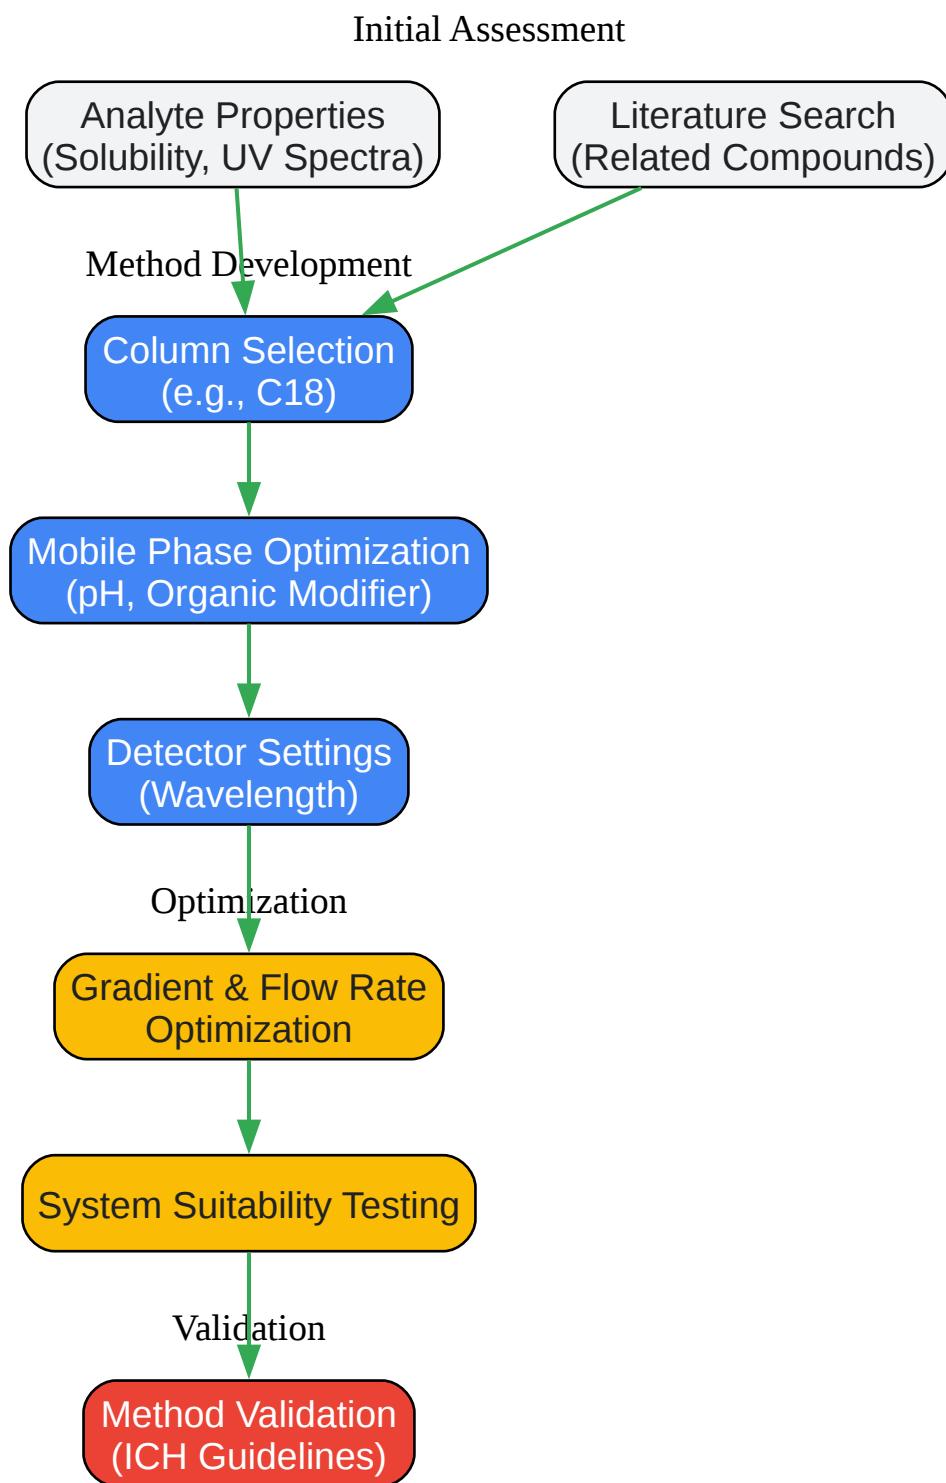 Initial Assessment
Analyte Properties
(Solubility, UV Spectra)
Literature Search
(Related Compounds)
Method Development
Column Selection
(e.g., C18)
Mobile Phase Optimization
(pH, Organic Modifier)
Detector Settings
(Wavelength)
Optimization
Gradient & Flow Rate
Optimization
System Suitability Testing
Validation
Method Validation
(ICH Guidelines)